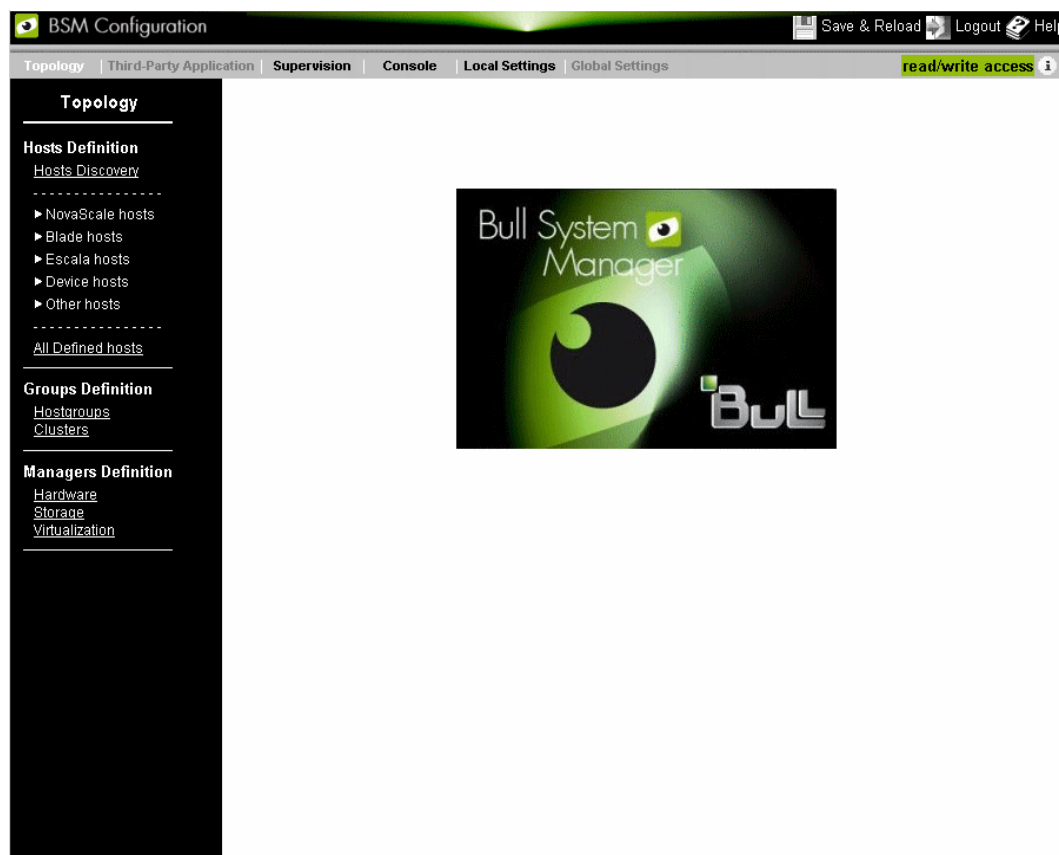 BSM Configuration
Save & Reload Logout Help
Topology | Third-Party Application | Supervision | Console | Local Settings | Global Settings
read/write access i
Topology
Hosts Definition
Hosts Discovery
NovaScale hosts
Blade hosts
Escala hosts
Device hosts
Other hosts
All Defined hosts
Groups Definition
Hostgroups
Clusters
Managers Definition
Hardware
Storage
Virtualization
Bull System
Manager
Bull